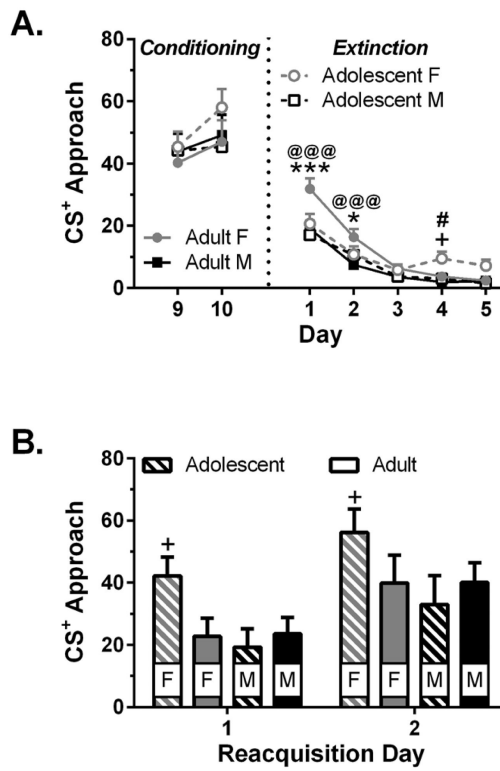 A.
Conditioning Extinction
Adolescent F
Adolescent M
@@@
***
@@@
*
#
+
Adult F
Adult M
CS+ Approach
80
60
40
20
0
9 10 1 2 3 4 5
Day
B.
Adolescent Adult
+
+
CS+ Approach
80
60
40
20
0
F F M M F F M M
1 2
Reacquisition Day